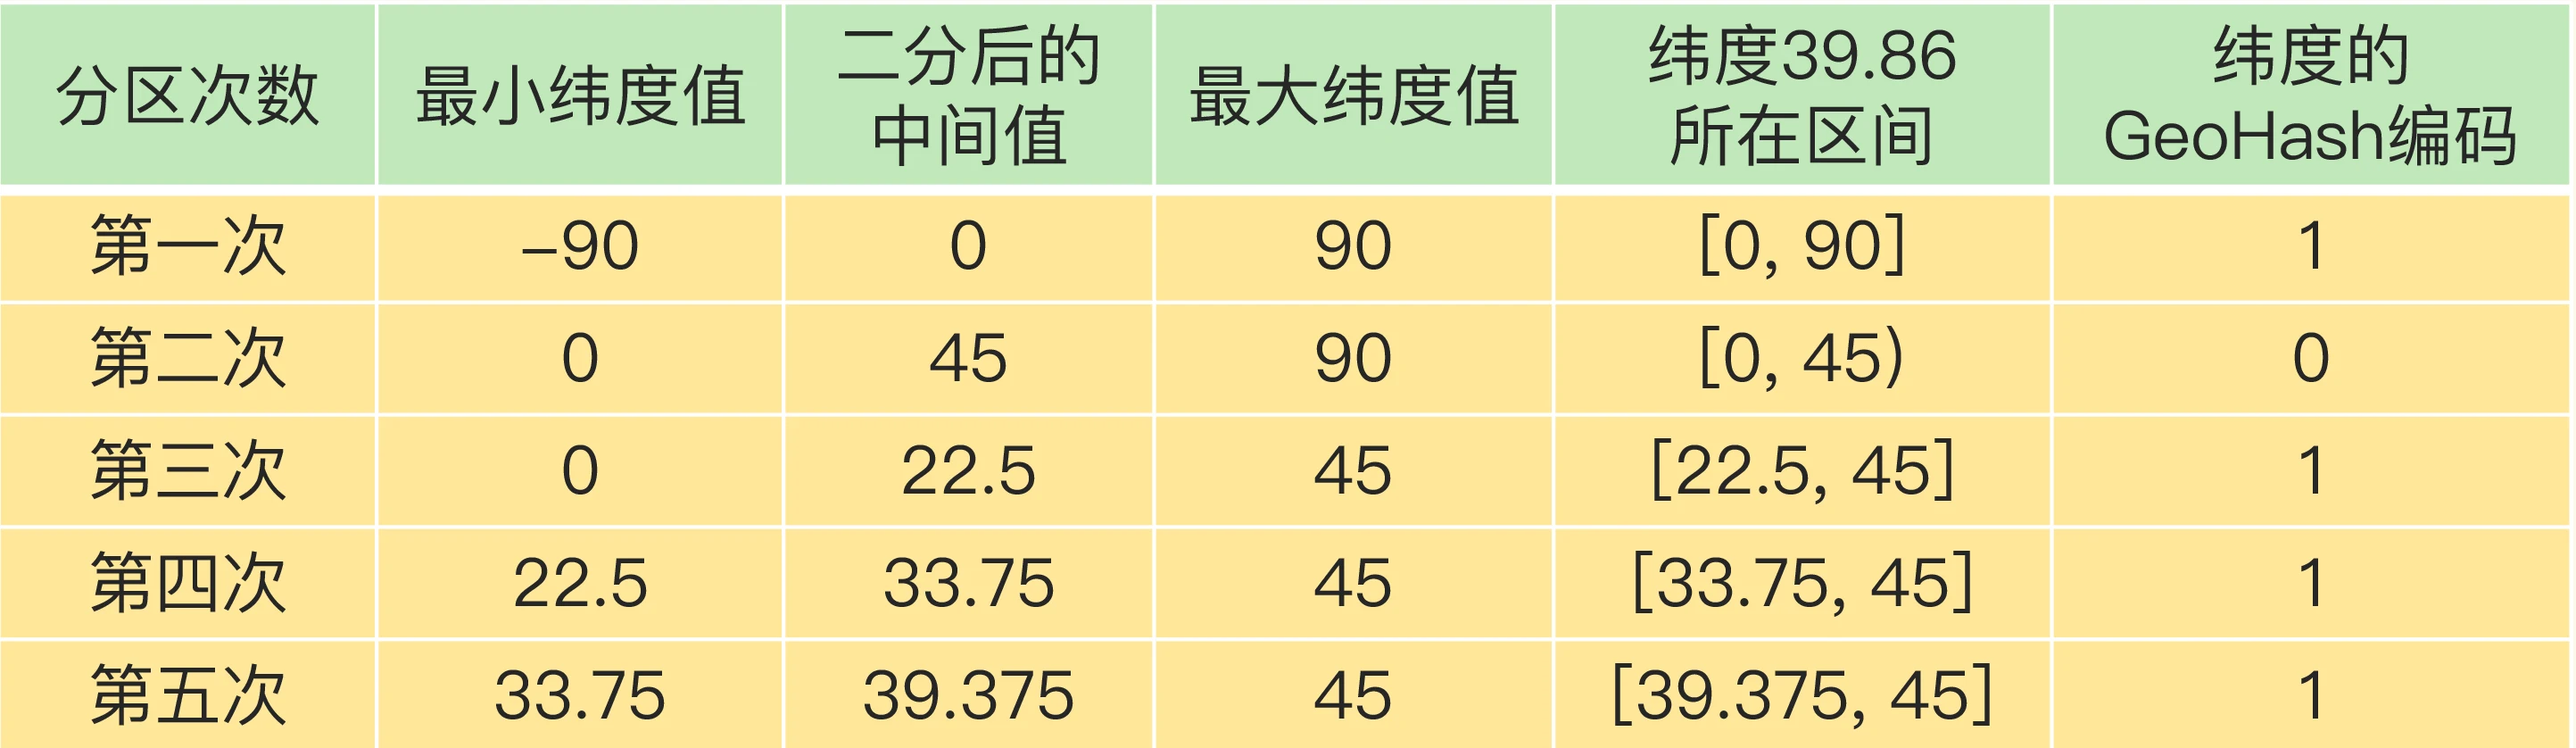 分区次数 最小纬度值 二分后的中间值 最大纬度值 纬度39.86所在区间 纬度的GeoHash编码
第一次 –90 0 90 [0, 90] 1
第二次 0 45 90 [0, 45) 0
第三次 0 22.5 45 [22.5, 45] 1
第四次 22.5 33.75 45 [33.75, 45] 1
第五次 33.75 39.375 45 [39.375, 45] 1